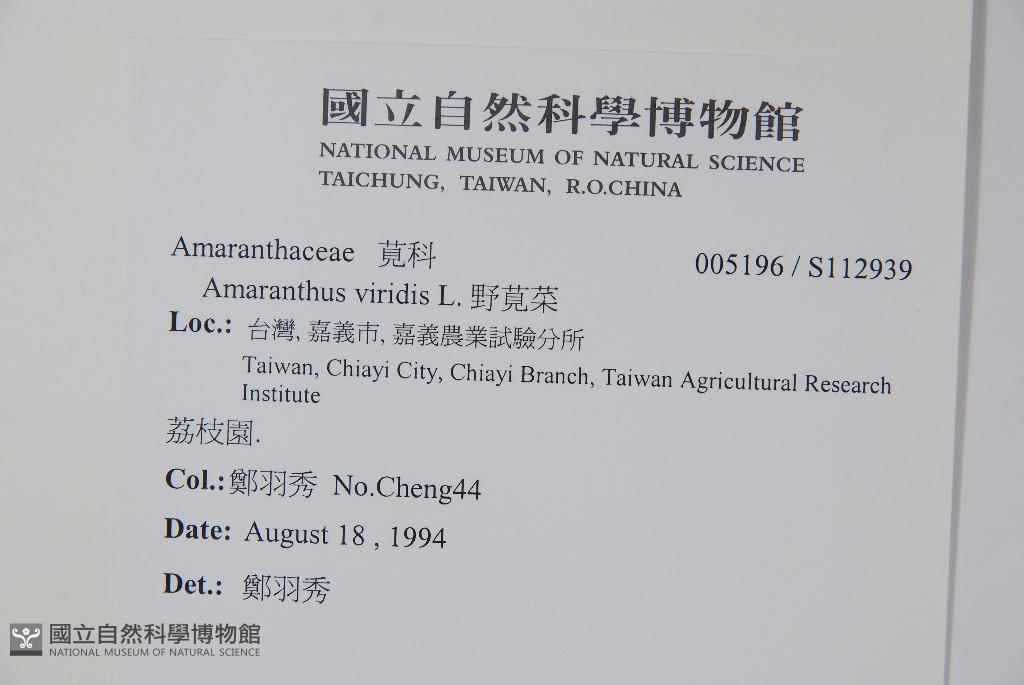 國立自然科學博物館
NATIONAL MUSEUM OF NATURAL SCIENCE
TAICHUNG, TAIWAN, R.O.CHINA
Amaranthaceae 莧科 005196 / S112939
Amaranthus viridis L. 野莧菜
Loc.: 台灣, 嘉義市, 嘉義農業試驗分所
Taiwan, Chiayi City, Chiayi Branch, Taiwan Agricultural Research
Institute
荔枝園.
Col.:鄭羽秀 No.Cheng44
Date: August 18 , 1994
Det.: 鄭羽秀
國立自然科學博物館
NATIONAL MUSEUM OF NATURAL SCIENCE